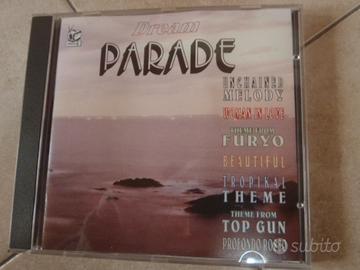 Dream
PARADE
UNCHAINED
MELODY
WOMAN IN LOVE
THEME FROM
FURYO
BEAUTIFUL
TROPIKAL
THEME
THEME FROM
TOP GUN
PROFONDO ROSSO
subito